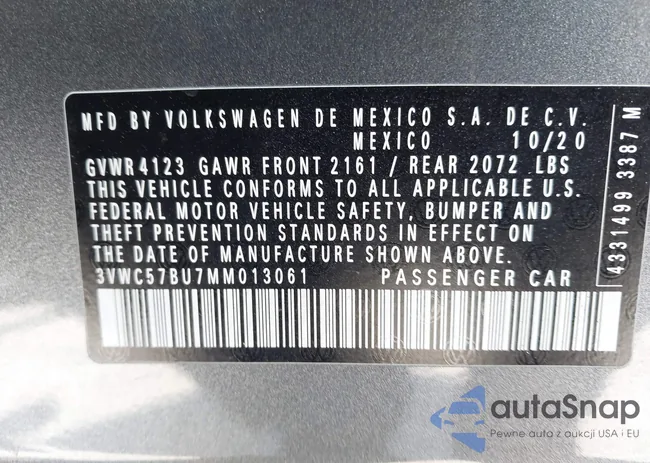 MFD BY VOLKSWAGEN DE MEXICO S.A. DE C.V.
MEXICO 10/20
GVWR 4123 GAWR FRONT 2161 / REAR 2072 LBS
THIS VEHICLE CONFORMS TO ALL APPLICABLE U.S.
FEDERAL MOTOR VEHICLE SAFETY, BUMPER AND
THEFT PREVENTION STANDARDS IN EFFECT ON
THE DATE OF MANUFACTURE SHOWN ABOVE.
3VWC57BU7MM013061 PASSENGER CAR
4331499 3387 M
autaSnap
Pewne auta z aukcji USA i EU